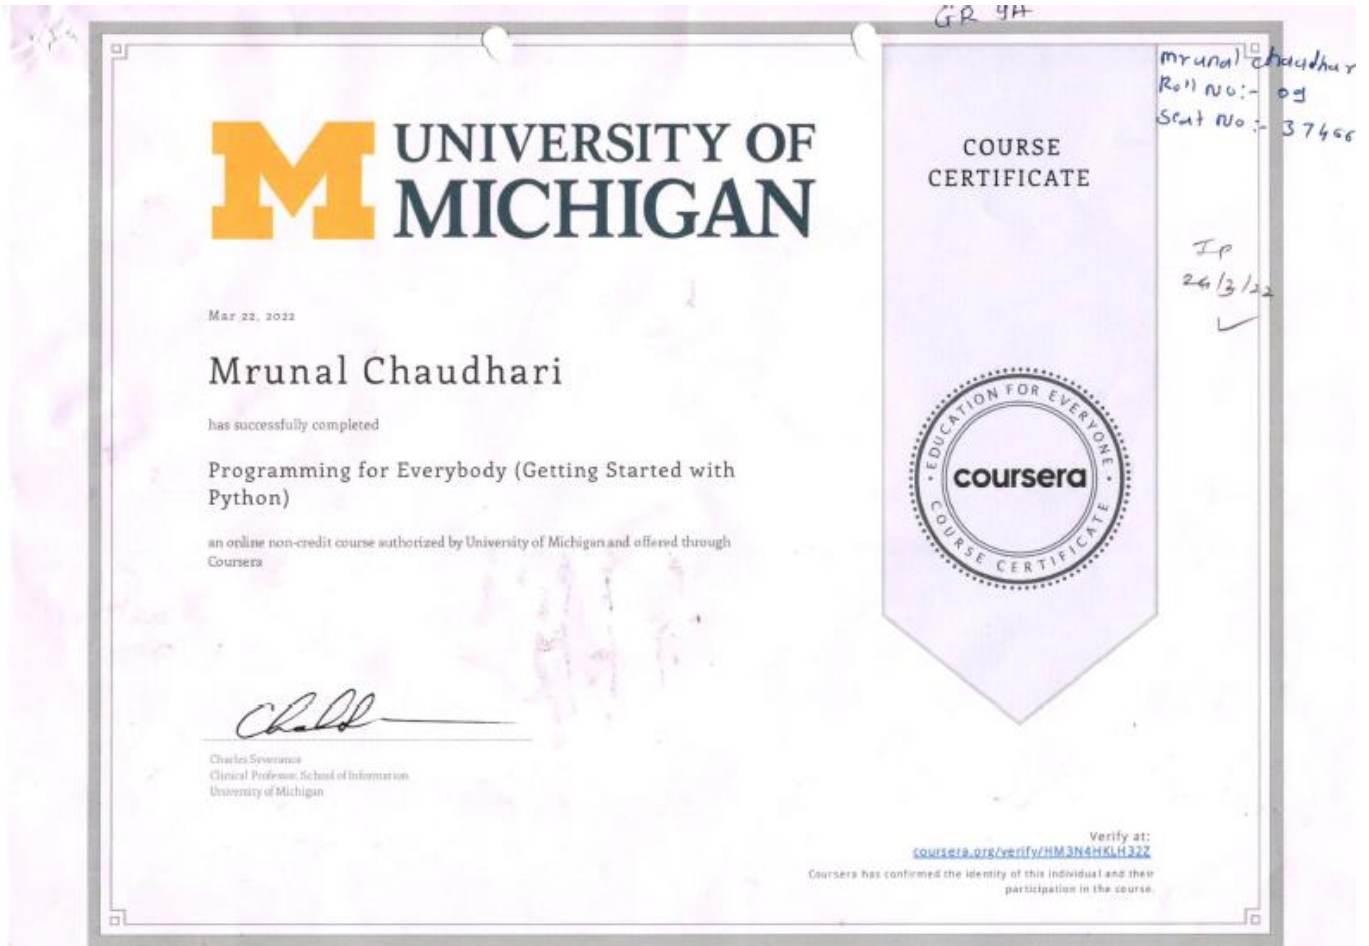 GR 9A
mrunal chaudhar
Roll No:- 09
Seat No:- 37466
UNIVERSITY OF
MICHIGAN
COURSE
CERTIFICATE
Mar 22, 2022
Mrunal Chaudhari
has successfully completed
Programming for Everybody (Getting Started with
Python)
an online non-credit course authorized by University of Michigan and offered through
Coursera
EDUCATION FOR EVERYONE
coursera
COURSE CERTIFICATE
Charles Severance
Clinical Professor, School of Information
University of Michigan
Verify at:
coursera.org/verify/HM3N4HKLH32Z
Coursera has confirmed the identity of this individual and their
participation in the course.